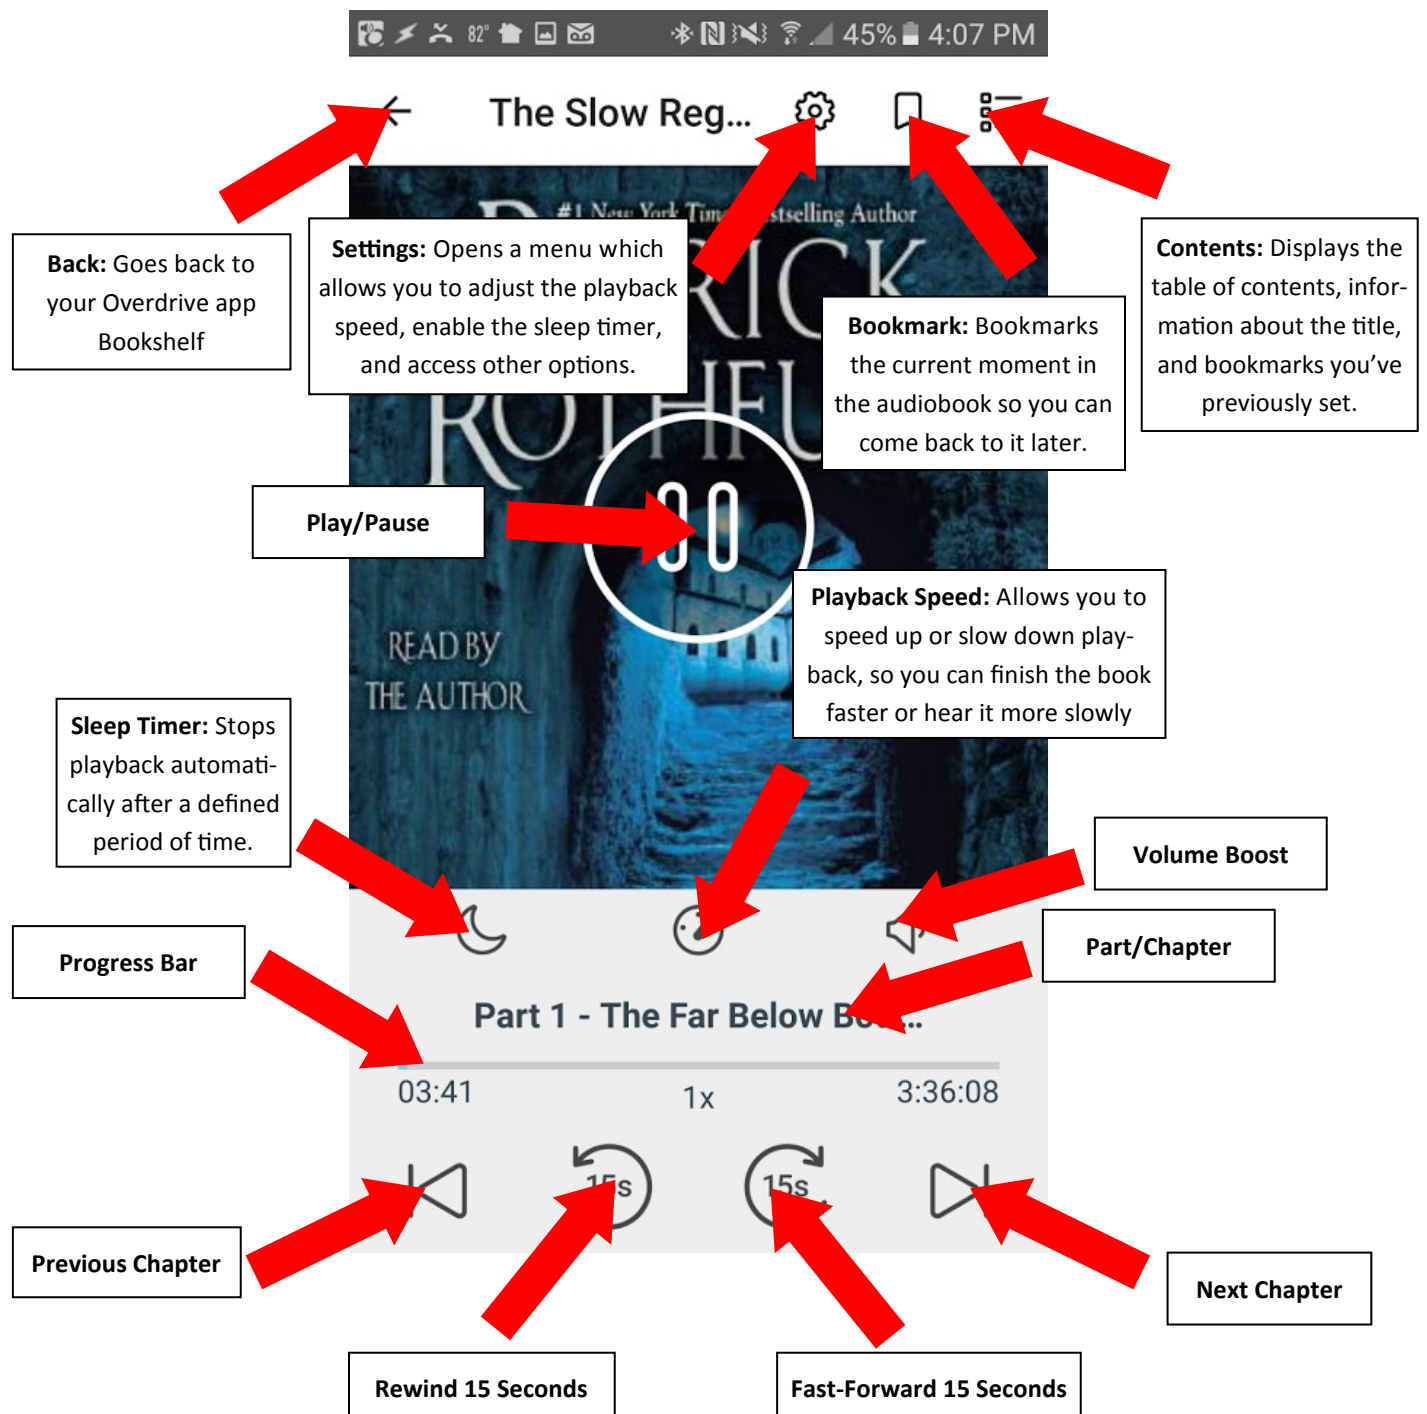 82° 45% 4:07 PM
The Slow Reg...
#1 New York Times Bestselling Author
Back: Goes back to
your Overdrive app
Bookshelf
Settings: Opens a menu which
allows you to adjust the playback
speed, enable the sleep timer,
and access other options.
Bookmark: Bookmarks
the current moment in
the audiobook so you can
come back to it later.
Contents: Displays the
table of contents, infor-
mation about the title,
and bookmarks you've
previously set.
Play/Pause
READ BY
THE AUTHOR
Playback Speed: Allows you to
speed up or slow down play-
back, so you can finish the book
faster or hear it more slowly
Sleep Timer: Stops
playback automati-
cally after a defined
period of time.
Volume Boost
Part/Chapter
Progress Bar
Part 1 - The Far Below
03:41 1x 3:36:08
15s 15s
Previous Chapter
Next Chapter
Rewind 15 Seconds
Fast-Forward 15 Seconds